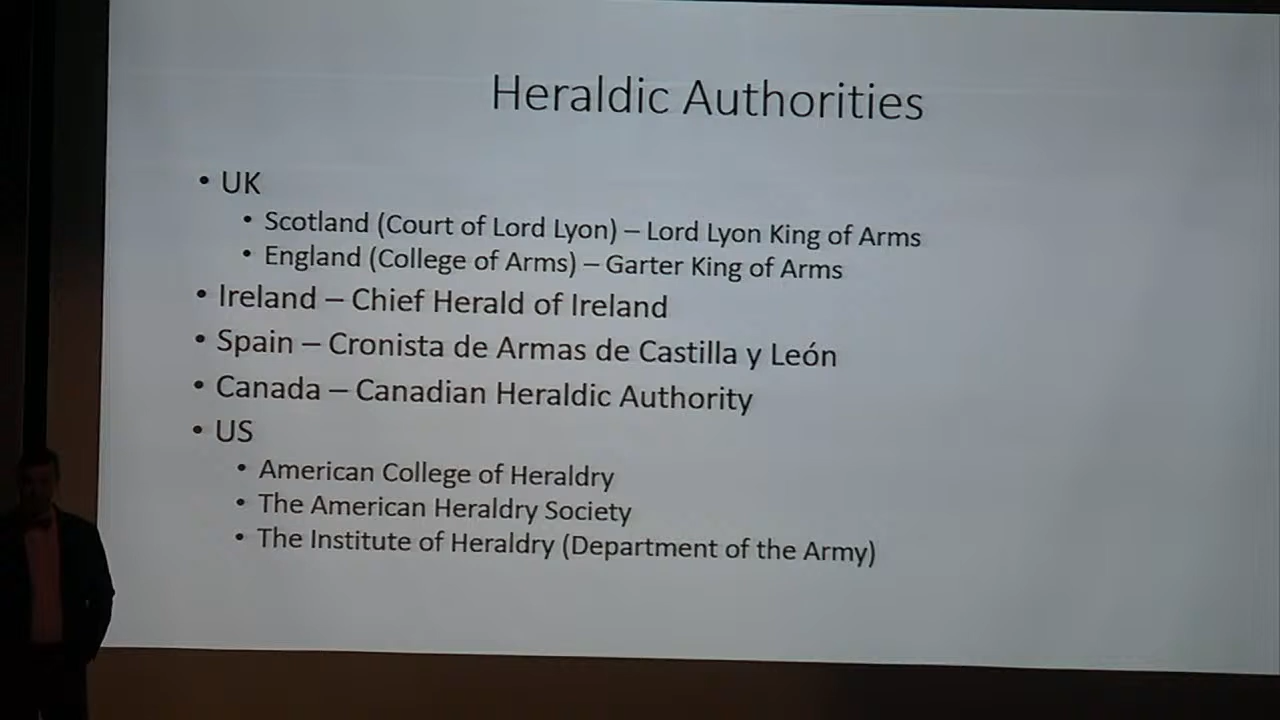 Heraldic Authorities
• UK
• Scotland (Court of Lord Lyon) – Lord Lyon King of Arms
• England (College of Arms) – Garter King of Arms
• Ireland – Chief Herald of Ireland
• Spain – Cronista de Armas de Castilla y León
• Canada – Canadian Heraldic Authority
• US
• American College of Heraldry
• The American Heraldry Society
• The Institute of Heraldry (Department of the Army)